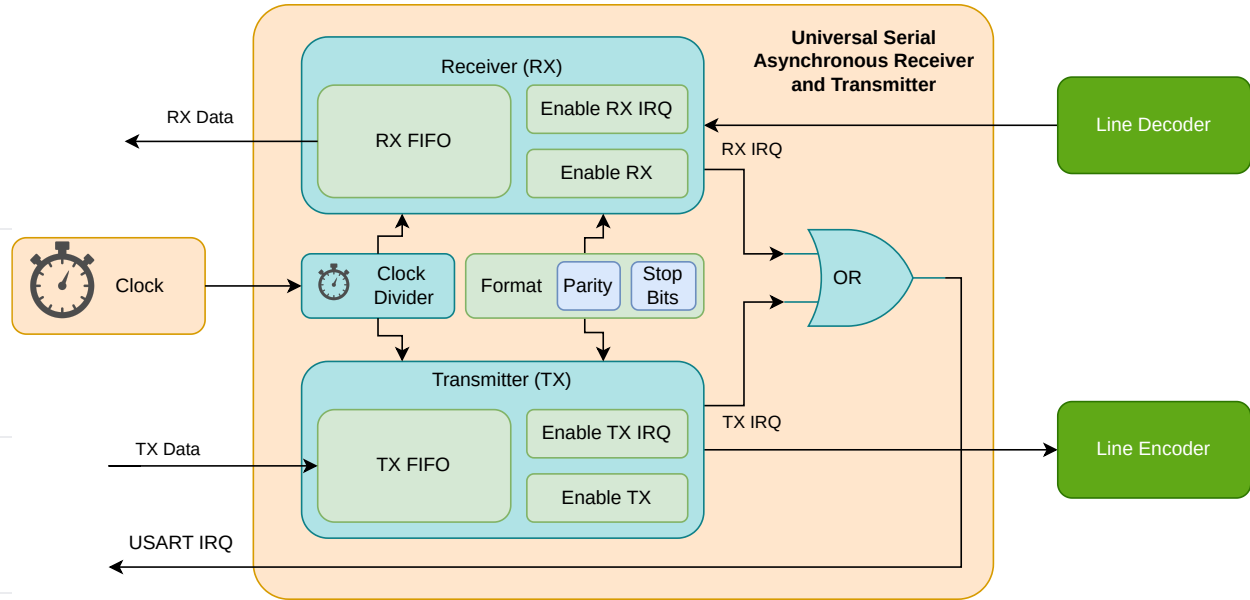 Universal Serial
Asynchronous Receiver
and Transmitter
Receiver (RX)
RX FIFO
Enable RX IRQ
Enable RX
RX Data
RX IRQ
Line Decoder
Clock
Clock
Divider
Format
Parity
Stop
Bits
OR
Transmitter (TX)
TX FIFO
Enable TX IRQ
Enable TX
TX Data
TX IRQ
Line Encoder
USART IRQ